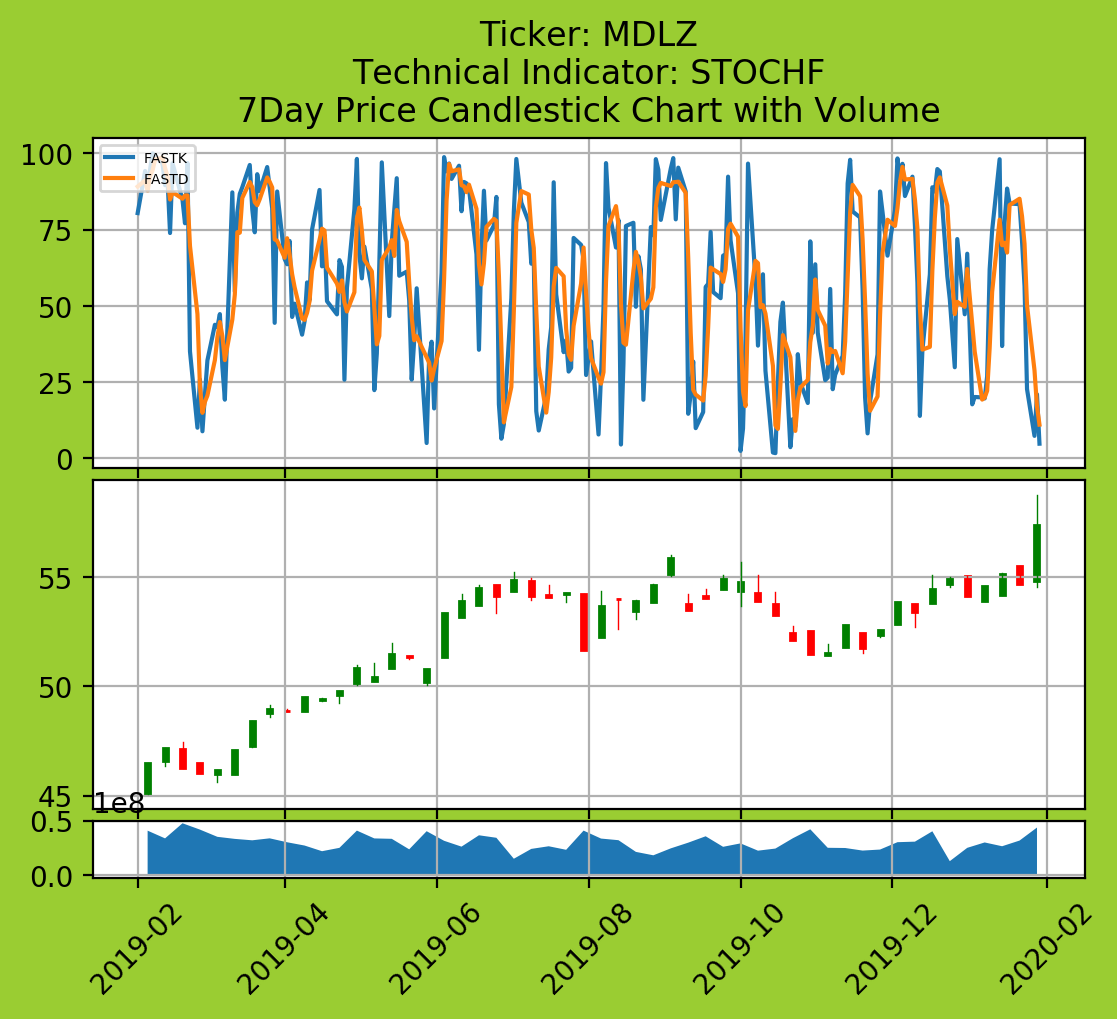 Ticker: MDLZ
Technical Indicator: STOCHF
7Day Price Candlestick Chart with Volume
100
75
50
25
0
FASTK
FASTD
55
50
45
1e8
0.5
0.0
2019-02
2019-04
2019-06
2019-08
2019-10
2019-12
2020-02